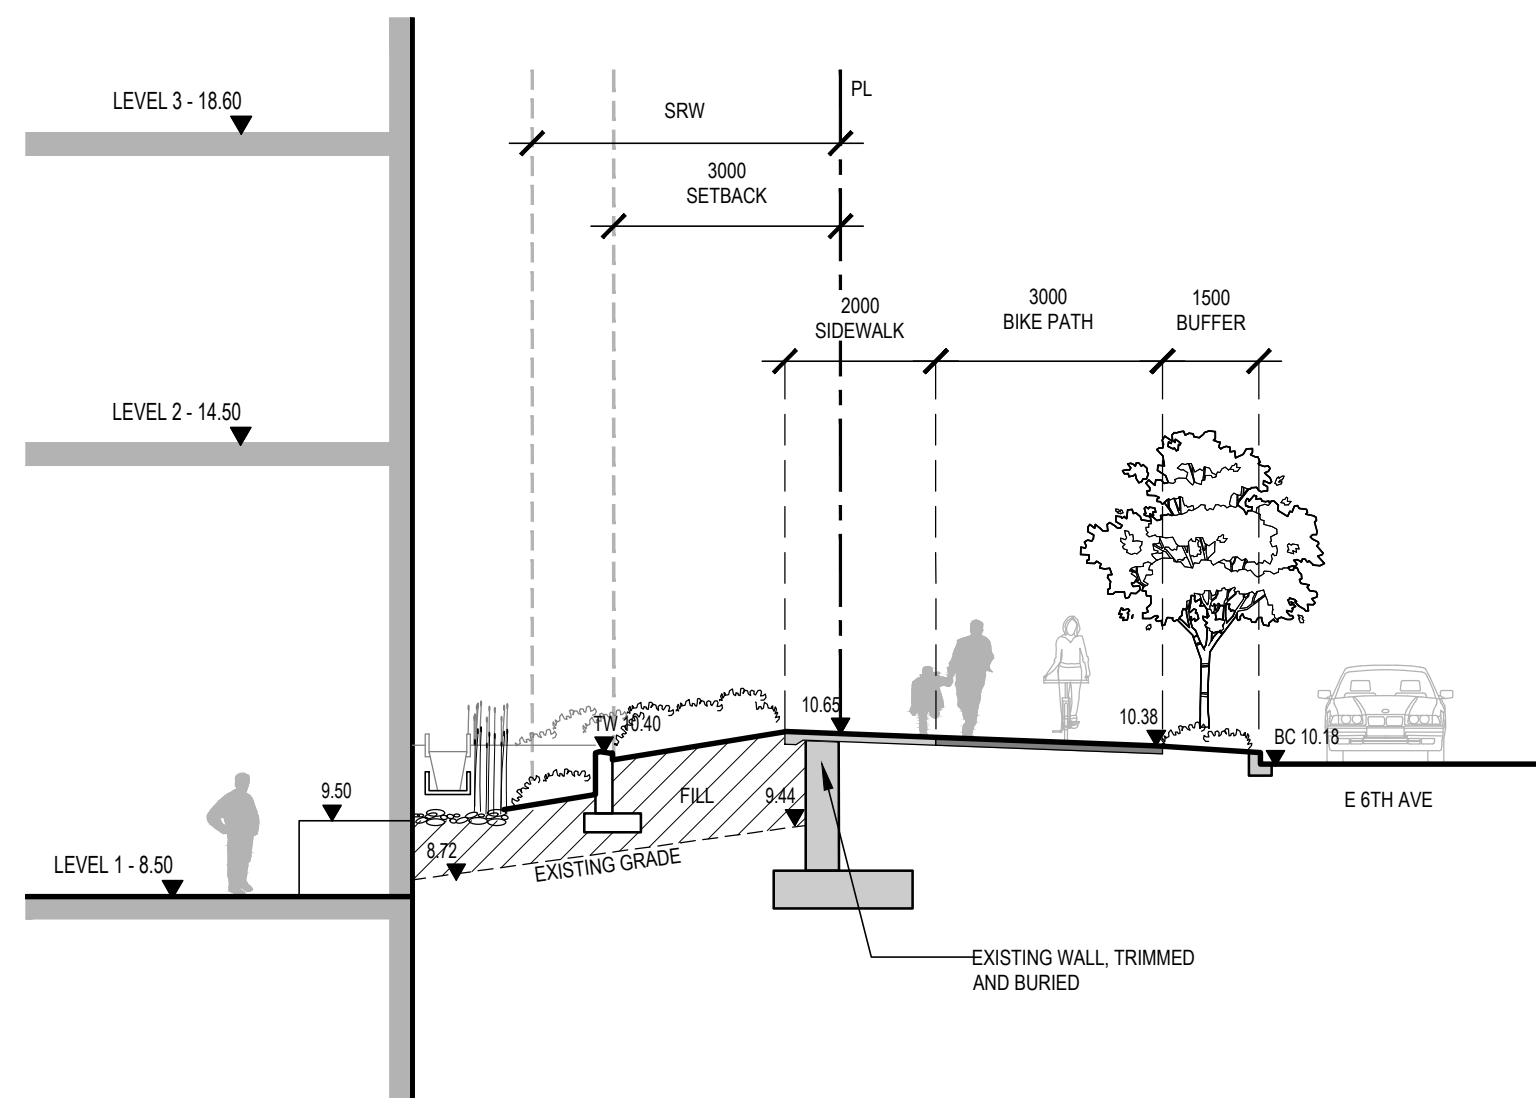 PL
LEVEL 3 - 18.60
SRW
3000
SETBACK
3000
BIKE PATH
1500
BUFFER
2000
SIDEWALK
LEVEL 2 - 14.50
10.65
TW 10.40
10.38
BC 10.18
9.50
FILL
9.44
E 6TH AVE
8.72
EXISTING GRADE
LEVEL 1 - 8.50
EXISTING WALL, TRIMMED
AND BURIED